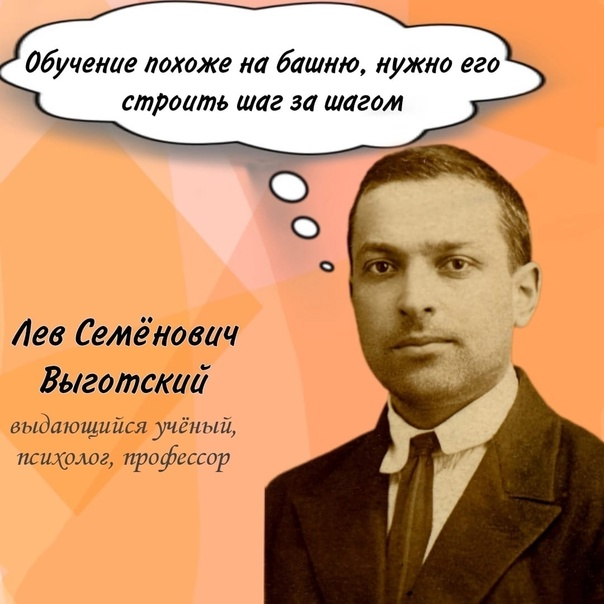 Обучение похоже на башню, нужно его
строить шаг за шагом
Лев Семёнович
Выготский
выдающийся учёный,
психолог, профессор